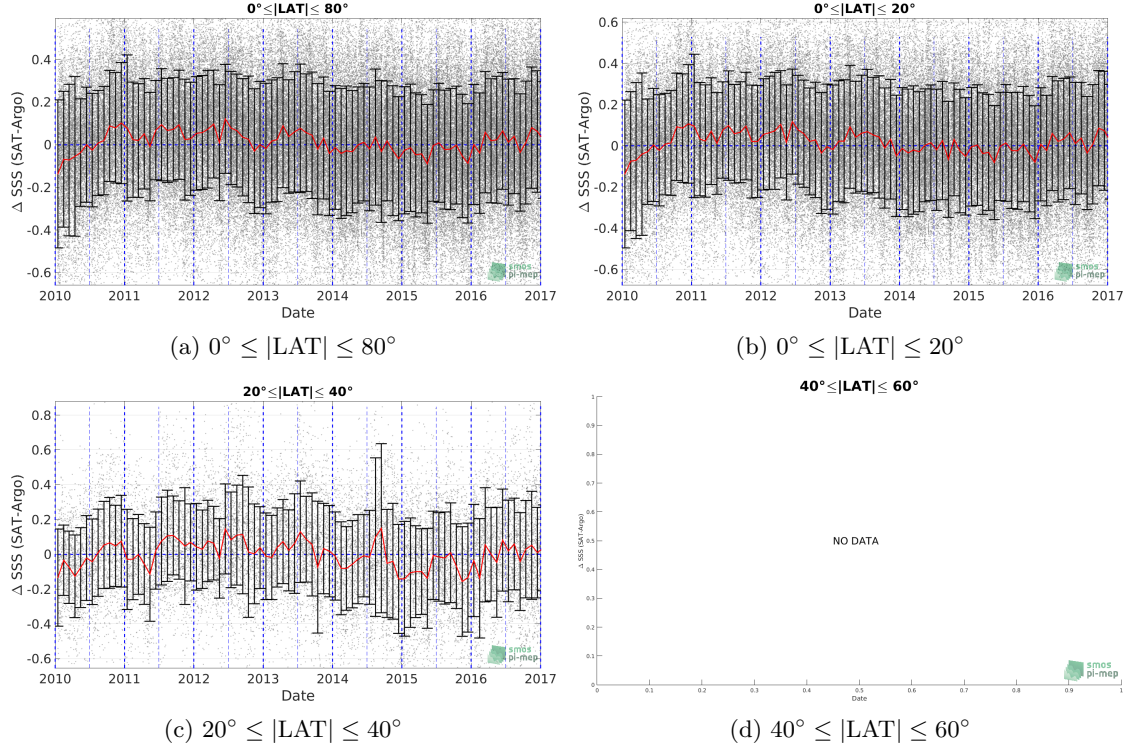 0°≤|LAT|≤ 80°
Δ SSS (SAT-Argo)
0.4
0.2
0
-0.2
-0.4
-0.6
2010 2011 2012 2013 2014 2015 2016 2017
Date
smos
pi-mep
(a) 0° ≤ |LAT| ≤ 80°
0°≤|LAT|≤ 20°
Δ SSS (SAT-Argo)
0.6
0.4
0.2
0
-0.2
-0.4
-0.6
2010 2011 2012 2013 2014 2015 2016 2017
Date
smos
pi-mep
(b) 0° ≤ |LAT| ≤ 20°
20°≤|LAT|≤ 40°
Δ SSS (SAT-Argo)
0.8
0.6
0.4
0.2
0
-0.2
-0.4
-0.6
2010 2011 2012 2013 2014 2015 2016 2017
Date
smos
pi-mep
(c) 20° ≤ |LAT| ≤ 40°
40°≤|LAT|≤ 60°
Δ SSS (SAT-Argo)
1
0.9
0.8
0.7
0.6
0.5
0.4
0.3
0.2
0.1
0
NO DATA
0 0.1 0.2 0.3 0.4 0.5 0.6 0.7 0.8 0.9 1
Date
smos
pi-mep
(d) 40° ≤ |LAT| ≤ 60°